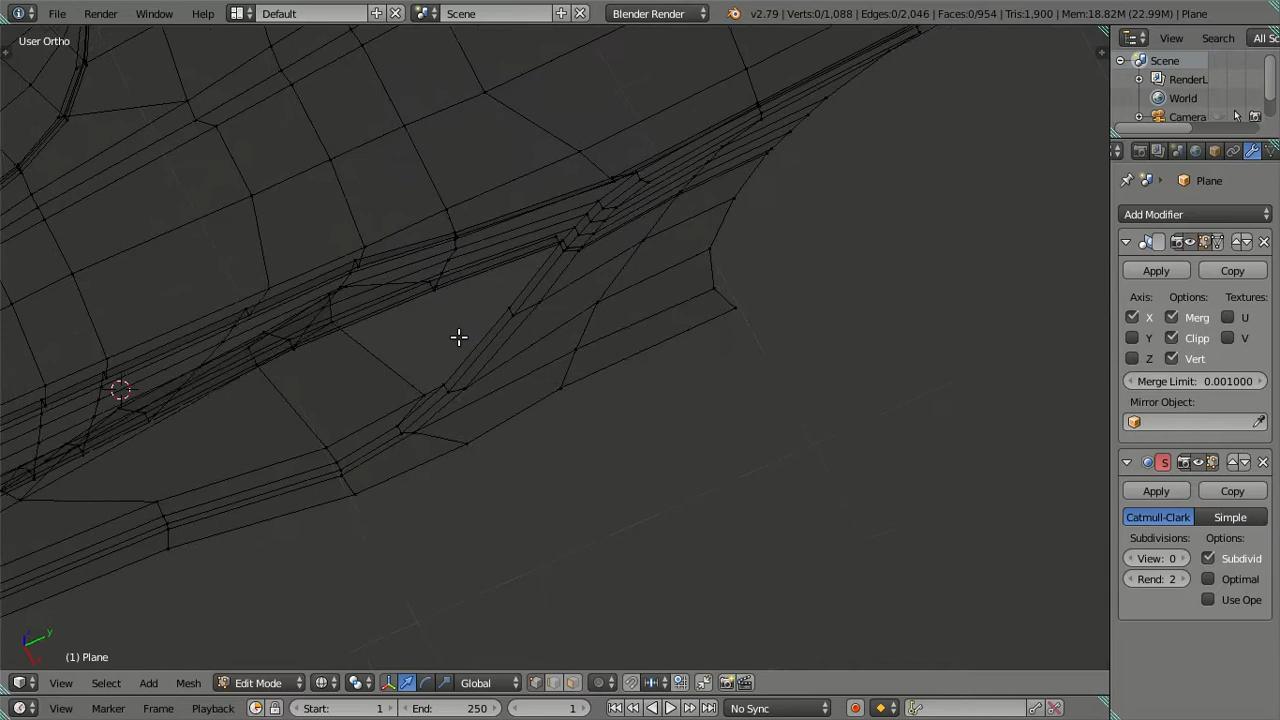 File Render Window Help Default Scene Blender Render v2.79 | Verts:0/1,088 | Edges:0/2,046 | Faces:0/954 | Tris:1,900 | Mem:18.82M (22.99M) | Plane
User Ortho
View Search All Sc
Scene
RenderL
World
Camera
Plane
Add Modifier
Apply Copy
Axis: Options: Textures:
X Merg U
Y Clipp V
Z Vert
Merge Limit: 0.001000
Mirror Object:
S
Apply Copy
Catmull-Clark Simple
Subdivisions: Options:
View: 0 Subdivid
Rend: 2 Optimal
Use Ope
z y x
(1) Plane
View Select Add Mesh Edit Mode Global
View Marker Frame Playback Start: 1 End: 250 1 No Sync